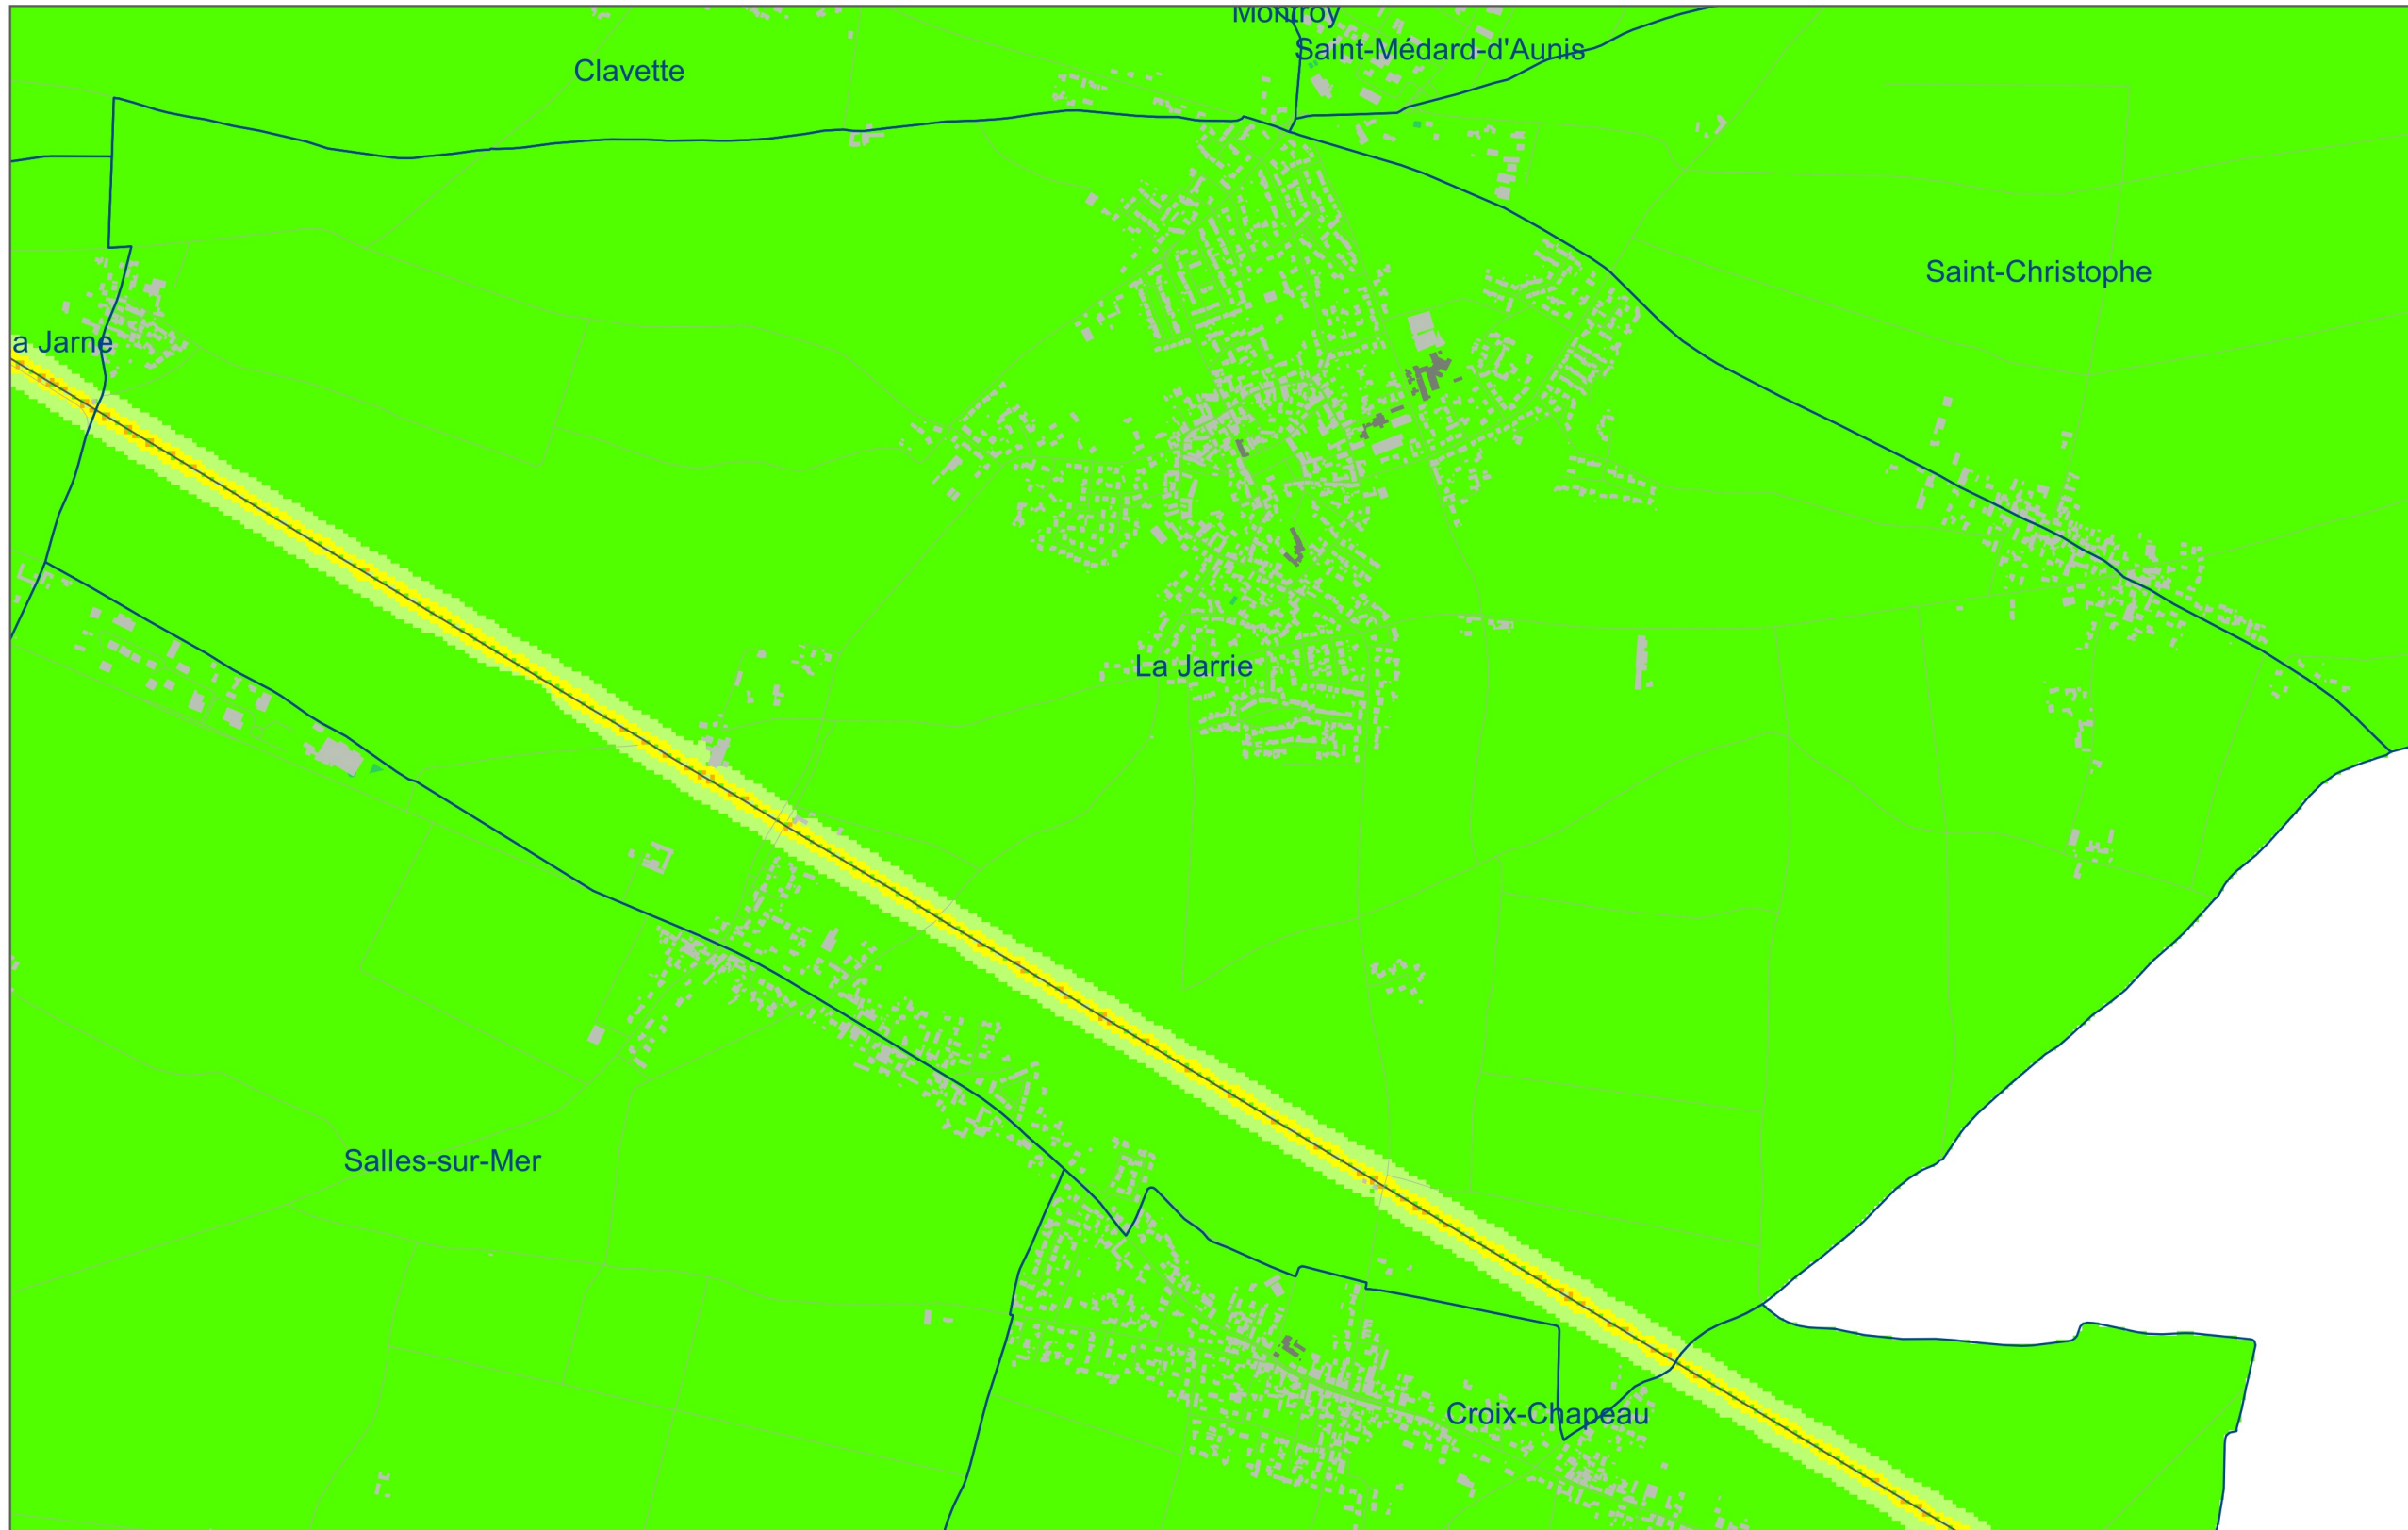 Montroy
Saint-Médard-d'Aunis
Clavette
Saint-Christophe
a Jarne
La Jarrie
Salles-sur-Mer
Croix-Chapeau